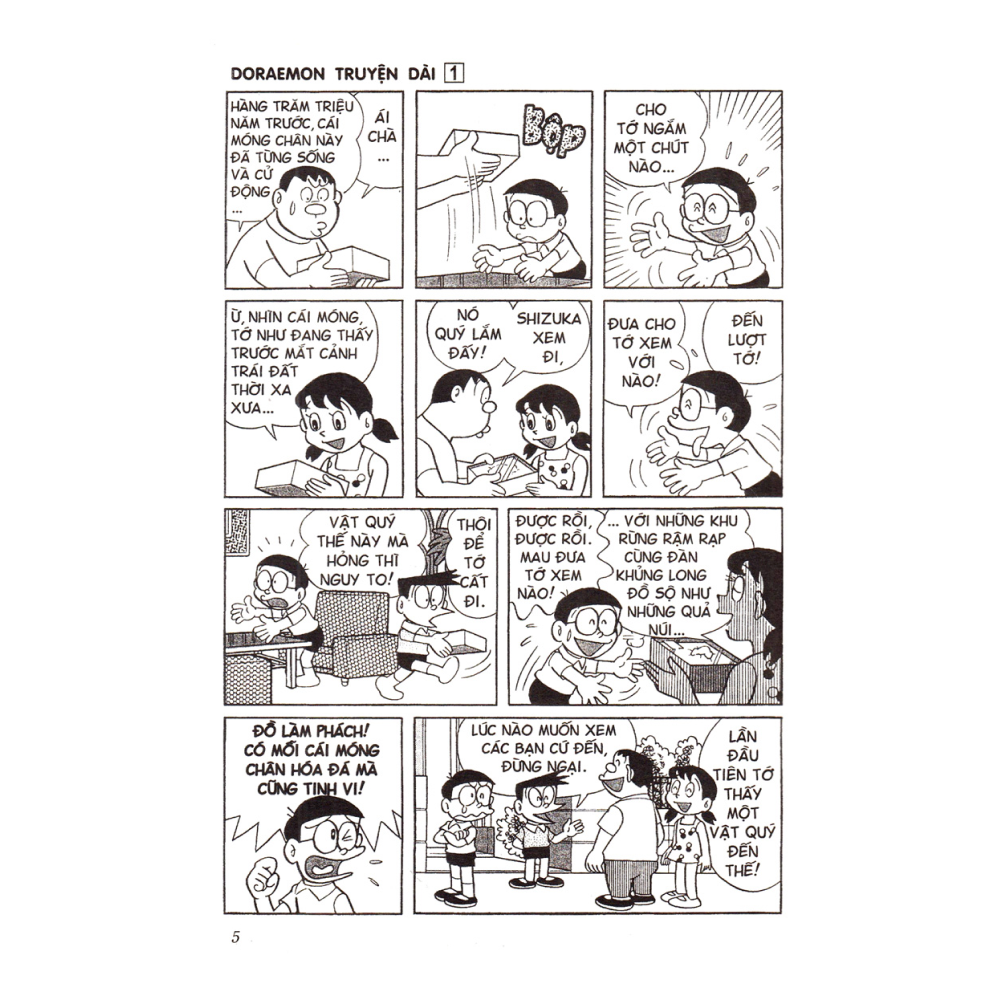 DORAEMON TRUYỆN DÀI 1
CHO
TỚ NGẮM
MỘT CHÚT
NÀO...
BỘP
ÁI
CHÀ
...
HÀNG TRĂM TRIỆU
NĂM TRƯỚC, CÁI
MÓNG CHÂN NÀY
ĐÃ TỪNG SỐNG
VÀ CỬ
ĐỘNG
...
ĐẾN
LƯỢT
TỚ!
ĐƯA CHO
TỚ XEM
VỚI
NÀO!
SHIZUKA
XEM
ĐI,
NÓ
QUÝ LẮM
ĐẤY!
Ừ, NHÌN CÁI MÓNG,
TỚ NHƯ ĐANG THẤY
TRƯỚC MẮT CẢNH
TRÁI ĐẤT
THỜI XA
XƯA...
... VỚI NHỮNG KHU
RỪNG RẬM RẠP
CÙNG ĐÀN
KHỦNG LONG
ĐỒ SỘ NHƯ
NHỮNG QUẢ
NÚI...
ĐƯỢC RỒI,
ĐƯỢC RỒI.
MAU ĐƯA
TỚ XEM
NÀO!
THÔI
ĐỂ
TỚ
CẤT
ĐI.
VẬT QUÝ
THẾ NÀY MÀ
HỎNG THÌ
NGUY TO!
LẦN
ĐẦU
TIÊN TỚ
THẤY
MỘT
VẬT QUÝ
ĐẾN
THẾ!
LÚC NÀO MUỐN XEM
CÁC BẠN CỨ ĐẾN,
ĐỪNG NGẠI.
ĐỒ LÀM PHÁCH!
CÓ MỖI CÁI MÓNG
CHÂN HÓA ĐÁ MÀ
CŨNG TINH VI!
5